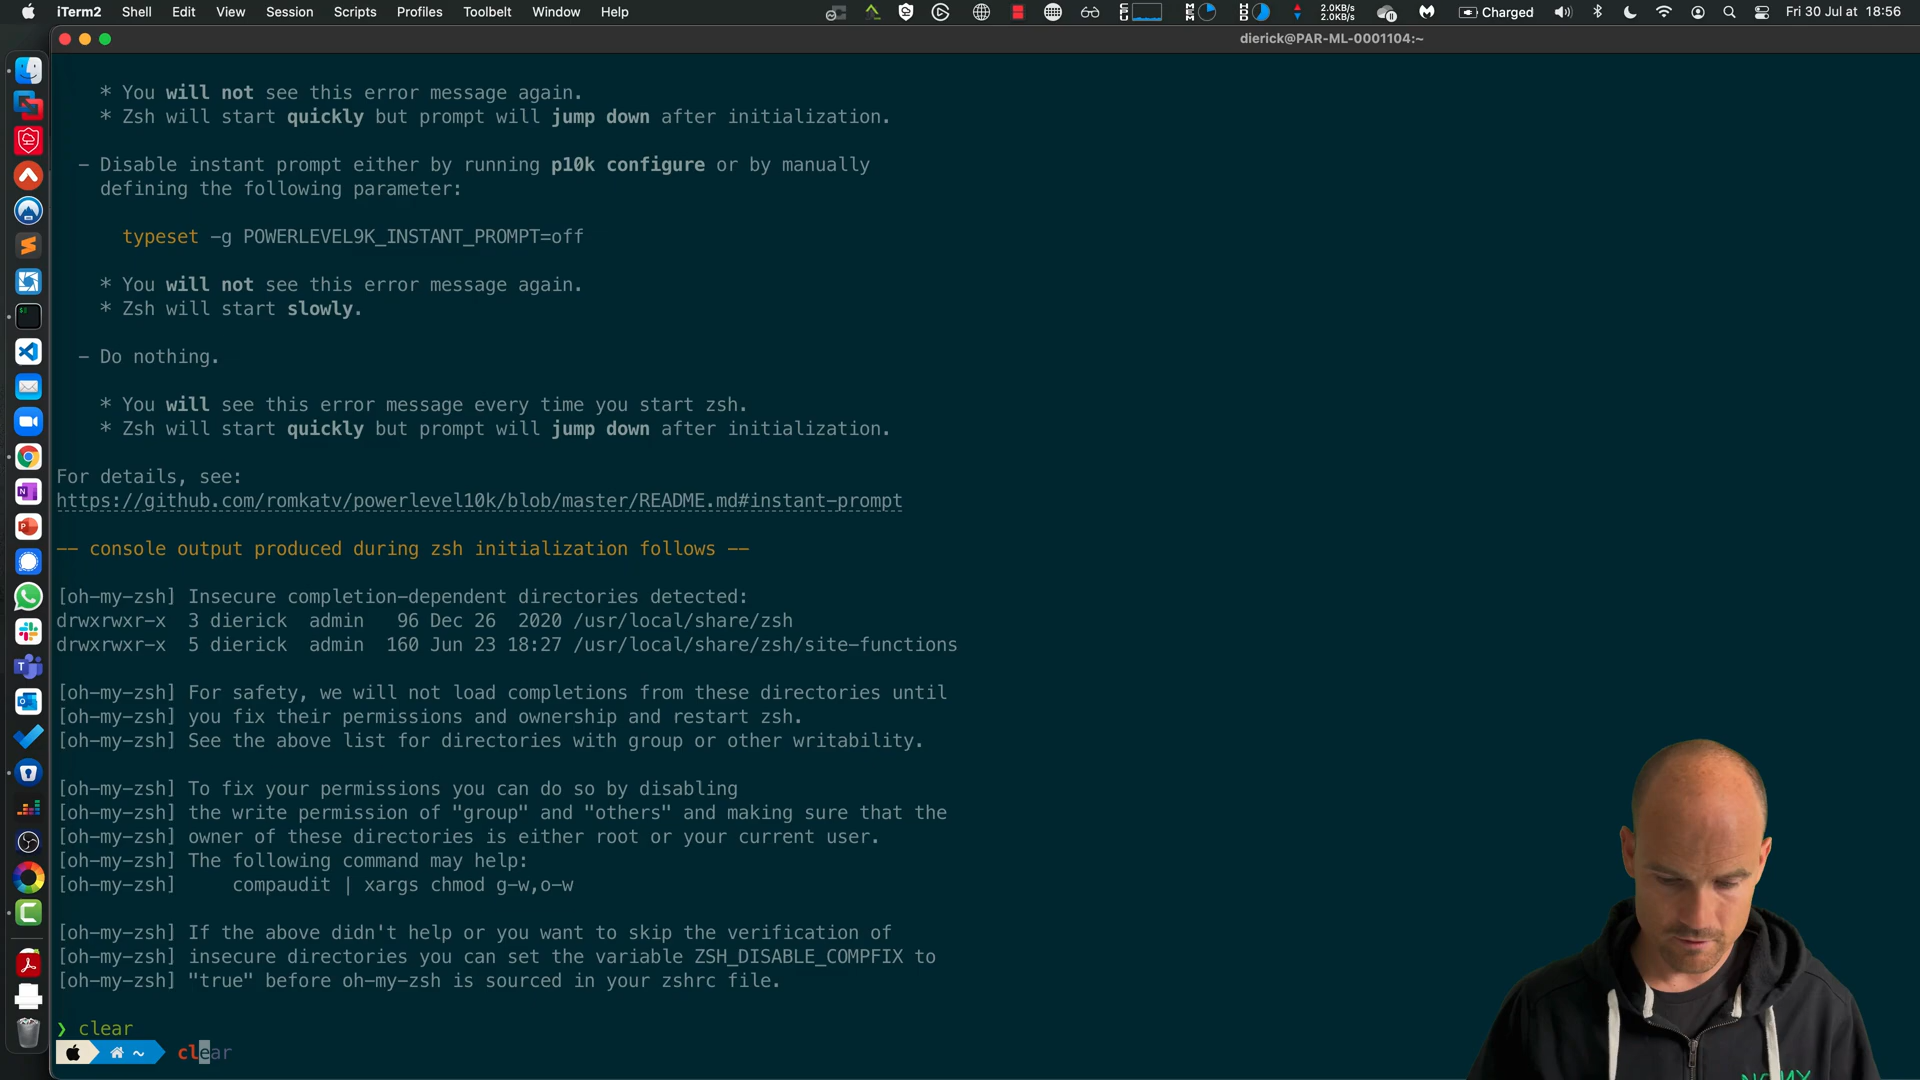 iTerm2 Shell Edit View Session Scripts Profiles Toolbelt Window Help 2.0KB/s 2.0KB/s Charged Fri 30 Jul at 18:56
dierick@PAR-ML-0001104:~
* You will not see this error message again.
* Zsh will start quickly but prompt will jump down after initialization.
- Disable instant prompt either by running p10k configure or by manually
defining the following parameter:
typeset -g POWERLEVEL9K_INSTANT_PROMPT=off
* You will not see this error message again.
* Zsh will start slowly.
- Do nothing.
* You will see this error message every time you start zsh.
* Zsh will start quickly but prompt will jump down after initialization.
For details, see:
https://github.com/romkatv/powerlevel10k/blob/master/README.md#instant-prompt
-- console output produced during zsh initialization follows --
[oh-my-zsh] Insecure completion-dependent directories detected:
drwxrwxr-x  3 dierick  admin   96 Dec 26  2020 /usr/local/share/zsh
drwxrwxr-x  5 dierick  admin  160 Jun 23 18:27 /usr/local/share/zsh/site-functions
[oh-my-zsh] For safety, we will not load completions from these directories until
[oh-my-zsh] you fix their permissions and ownership and restart zsh.
[oh-my-zsh] See the above list for directories with group or other writability.
[oh-my-zsh] To fix your permissions you can do so by disabling
[oh-my-zsh] the write permission of "group" and "others" and making sure that the
[oh-my-zsh] owner of these directories is either root or your current user.
[oh-my-zsh] The following command may help:
[oh-my-zsh]     compaudit | xargs chmod g-w,o-w
[oh-my-zsh] If the above didn't help or you want to skip the verification of
[oh-my-zsh] insecure directories you can set the variable ZSH_DISABLE_COMPFIX to
[oh-my-zsh] "true" before oh-my-zsh is sourced in your zshrc file.
❯ clear
~ clear